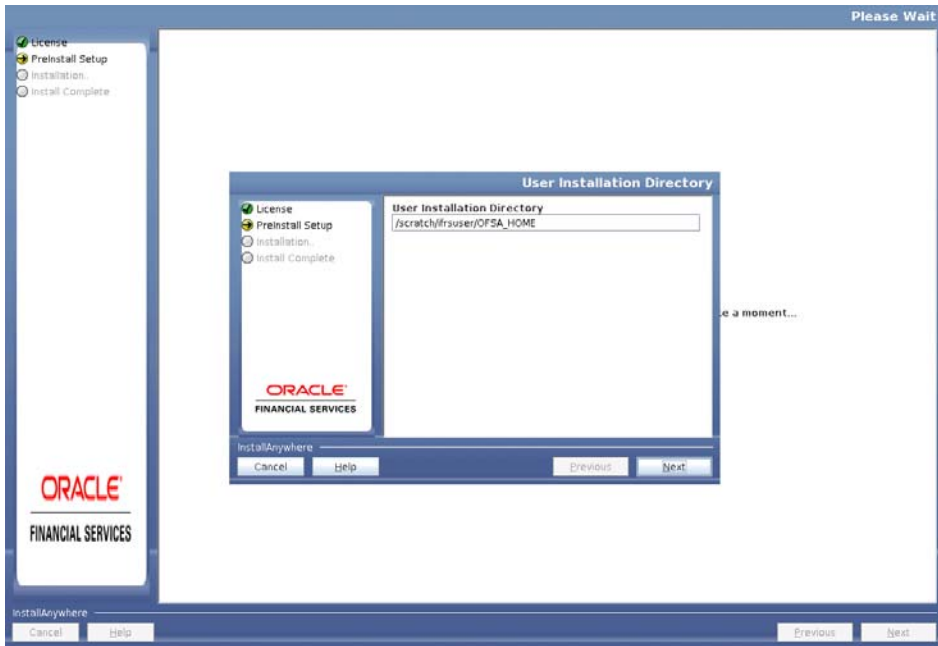 Please Wait
License
PreInstall Setup
Installation..
Install Complete
User Installation Directory
License
PreInstall Setup
Installation..
Install Complete
User Installation Directory
/scratch/ifrsuser/OFSA_HOME
a moment...
ORACLE
FINANCIAL SERVICES
InstallAnywhere
Cancel
Help
Previous
Next
ORACLE
FINANCIAL SERVICES
InstallAnywhere
Cancel
Help
Previous
Next